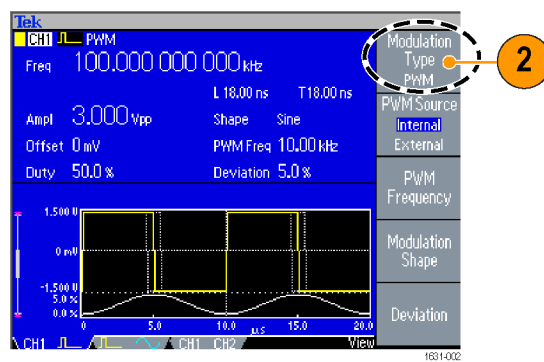 Tek
CH1 PWM
Freq 100.000 000 000 kHz
L 18.00 ns T18.00 ns
Ampl 3.000 Vpp Shape Sine
Offset 0 mV PWM Freq 10.00 kHz
Duty 50.0 % Deviation 5.0 %
Modulation
Type
PWM
2
PWM Source
Internal
External
PWM
Frequency
Modulation
Shape
Deviation
1.500 V
0 mV
-1.500 V
5.0 %
0.0 %
0 5.0 10.0 µs 15.0 20.0
CH1 CH1 CH2 View
1631-002